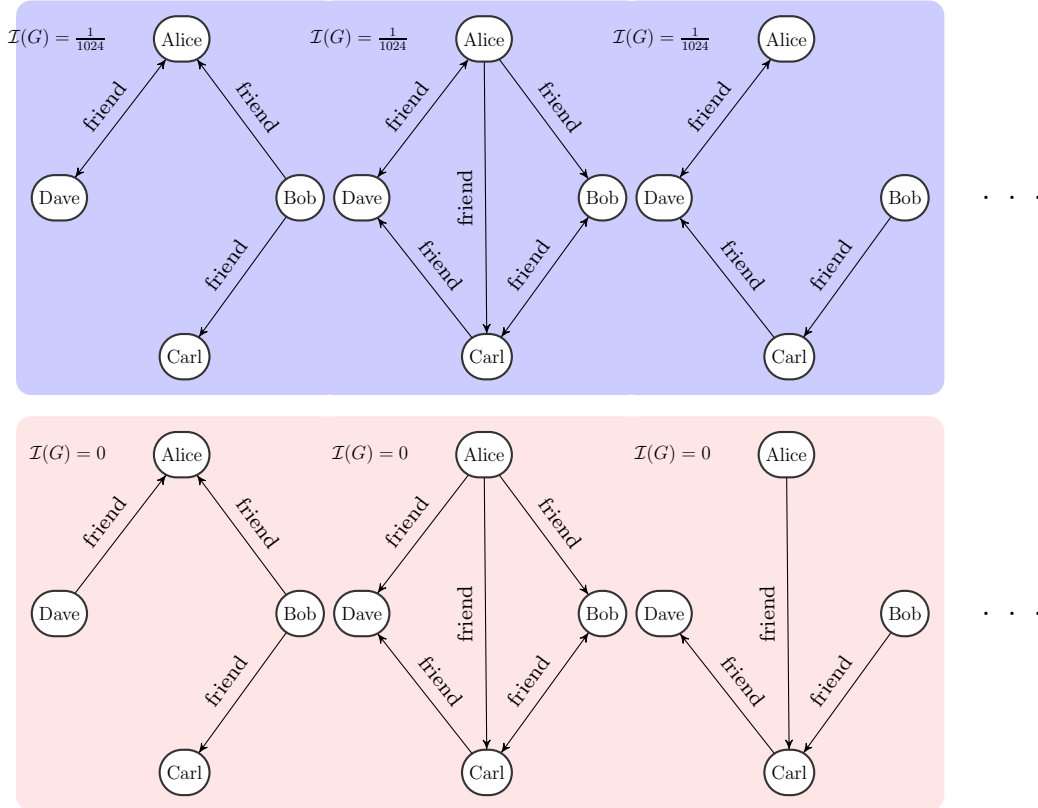 I(G) = 1/1024 Alice I(G) = 1/1024 Alice I(G) = 1/1024 Alice
friend friend friend friend friend
friend
Dave Bob Dave Bob Dave Bob . . .
friend friend friend friend friend
Carl Carl Carl
I(G) = 0 Alice I(G) = 0 Alice I(G) = 0 Alice
friend friend friend friend
friend friend
Dave Bob Dave Bob Dave Bob . . .
friend friend friend friend friend
Carl Carl Carl